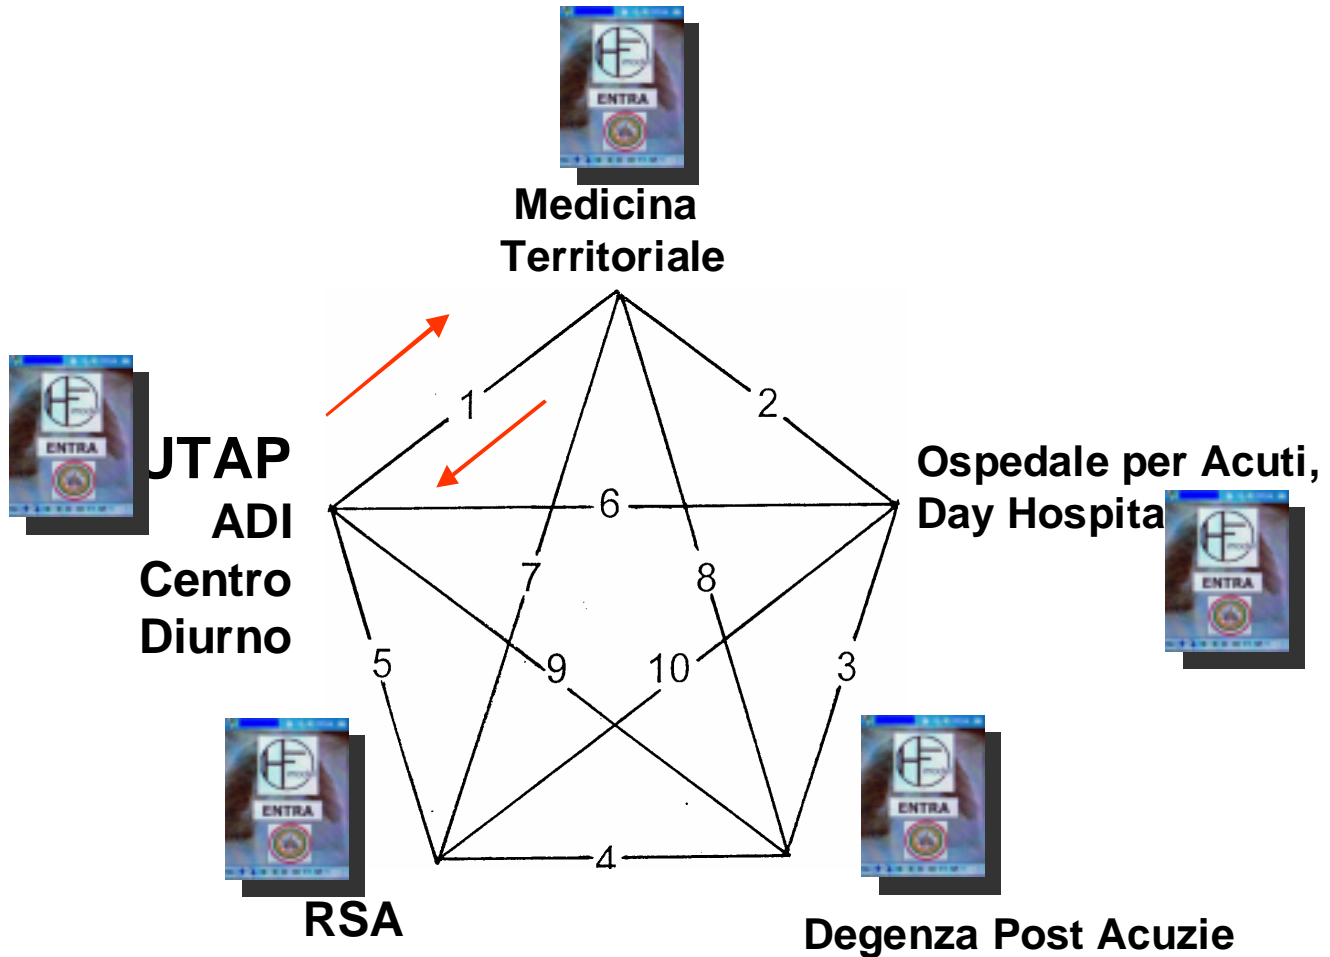 ENTRA
Medicina
Territoriale
1
2
ENTRA
UTAP
ADI
Centro
Diurno
Ospedale per Acuti,
Day Hospita
ENTRA
6
7
8
5
9
10
3
ENTRA
ENTRA
4
RSA
Degenza Post Acuzie